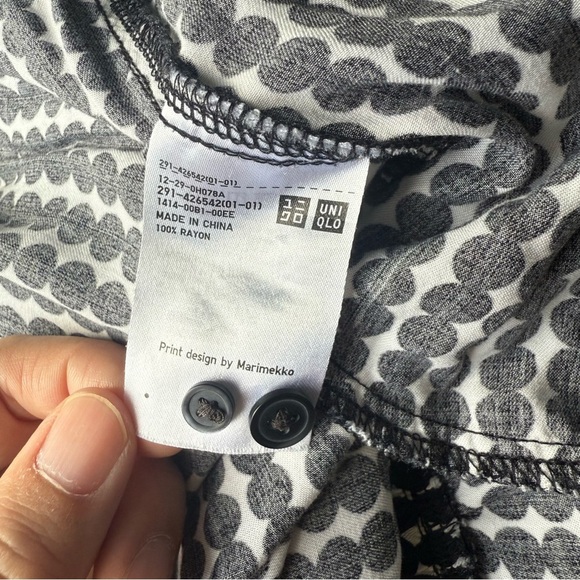 291-426542(01-01)
12-29-0H078A
291-426542(01-01)
1414-00B1-00EE
MADE IN CHINA
100% RAYON
ユニ
クロ
UNI
QLO
Print design by Marimekko